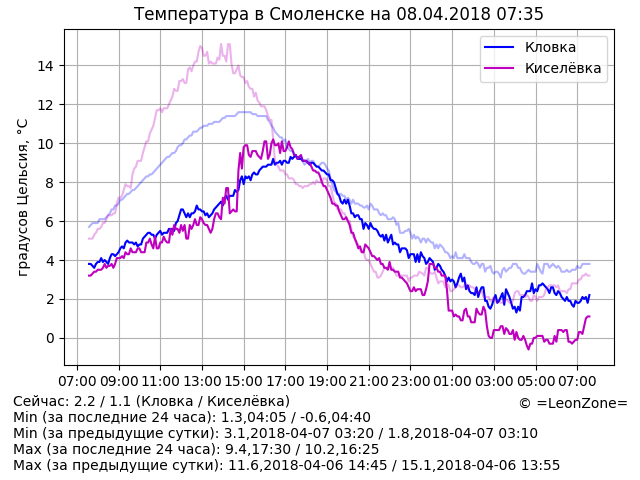 Температура в Смоленске на 08.04.2018 07:35
Кловка
Киселёвка
градусов Цельсия, °C
14
12
10
8
6
4
2
0
07:00 09:00 11:00 13:00 15:00 17:00 19:00 21:00 23:00 01:00 03:00 05:00 07:00
Сейчас: 2.2 / 1.1 (Кловка / Киселёвка)
© =LeonZone=
Min (за последние 24 часа): 1.3,04:05 / -0.6,04:40
Min (за предыдущие сутки): 3.1,2018-04-07 03:20 / 1.8,2018-04-07 03:10
Max (за последние 24 часа): 9.4,17:30 / 10.2,16:25
Max (за предыдущие сутки): 11.6,2018-04-06 14:45 / 15.1,2018-04-06 13:55